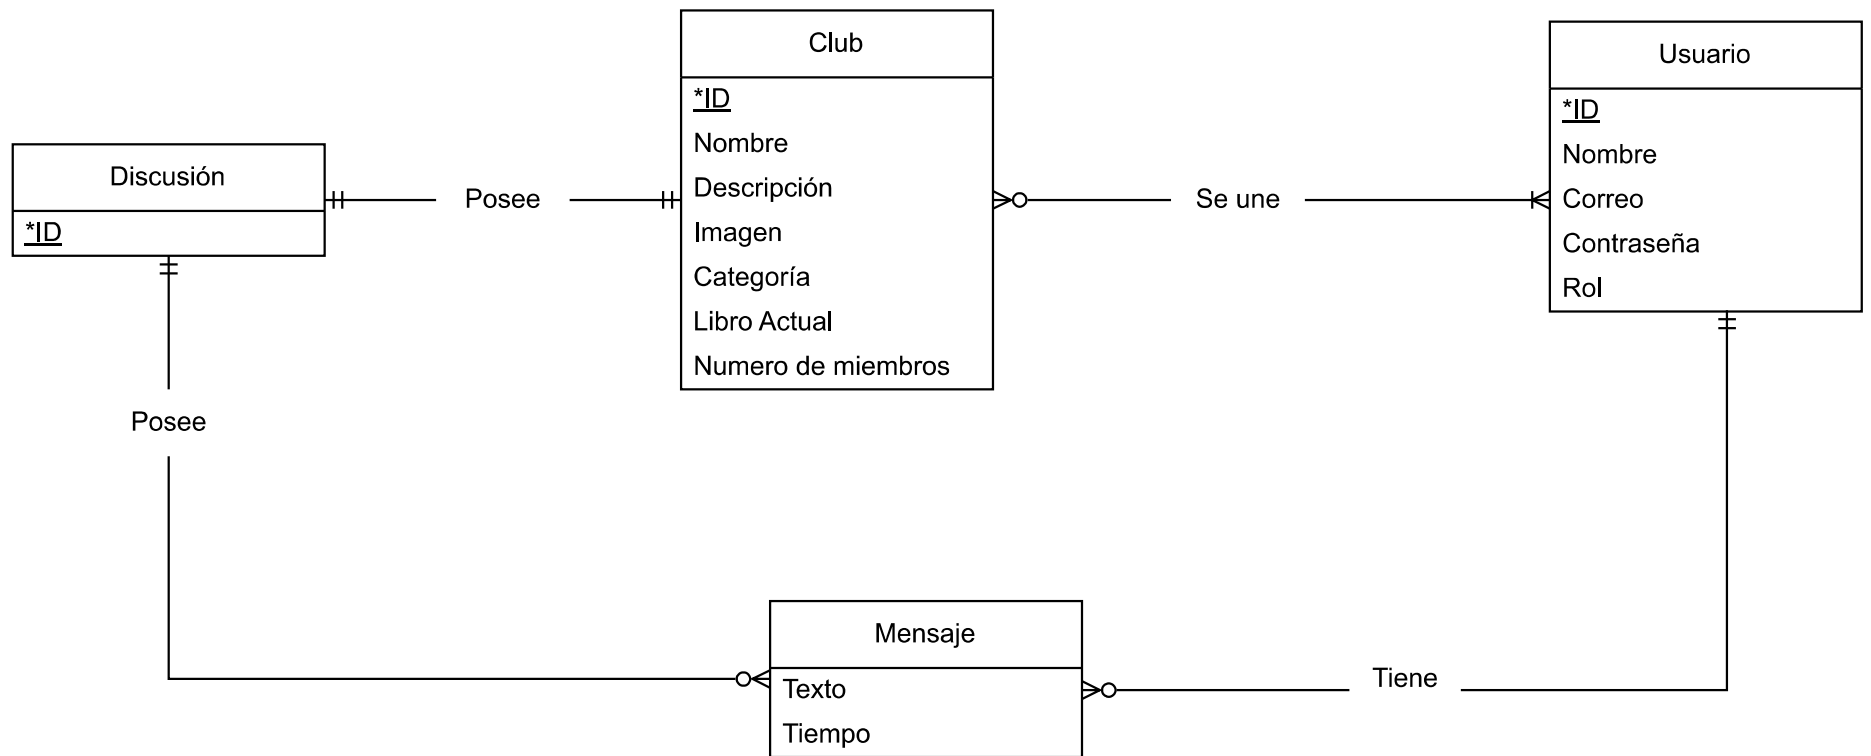 Club
*ID
Nombre
Descripción
Imagen
Categoría
Libro Actual
Numero de miembros
Usuario
*ID
Nombre
Correo
Contraseña
Rol
Discusión
*ID
Posee
Se une
Posee
Mensaje
Texto
Tiempo
Tiene